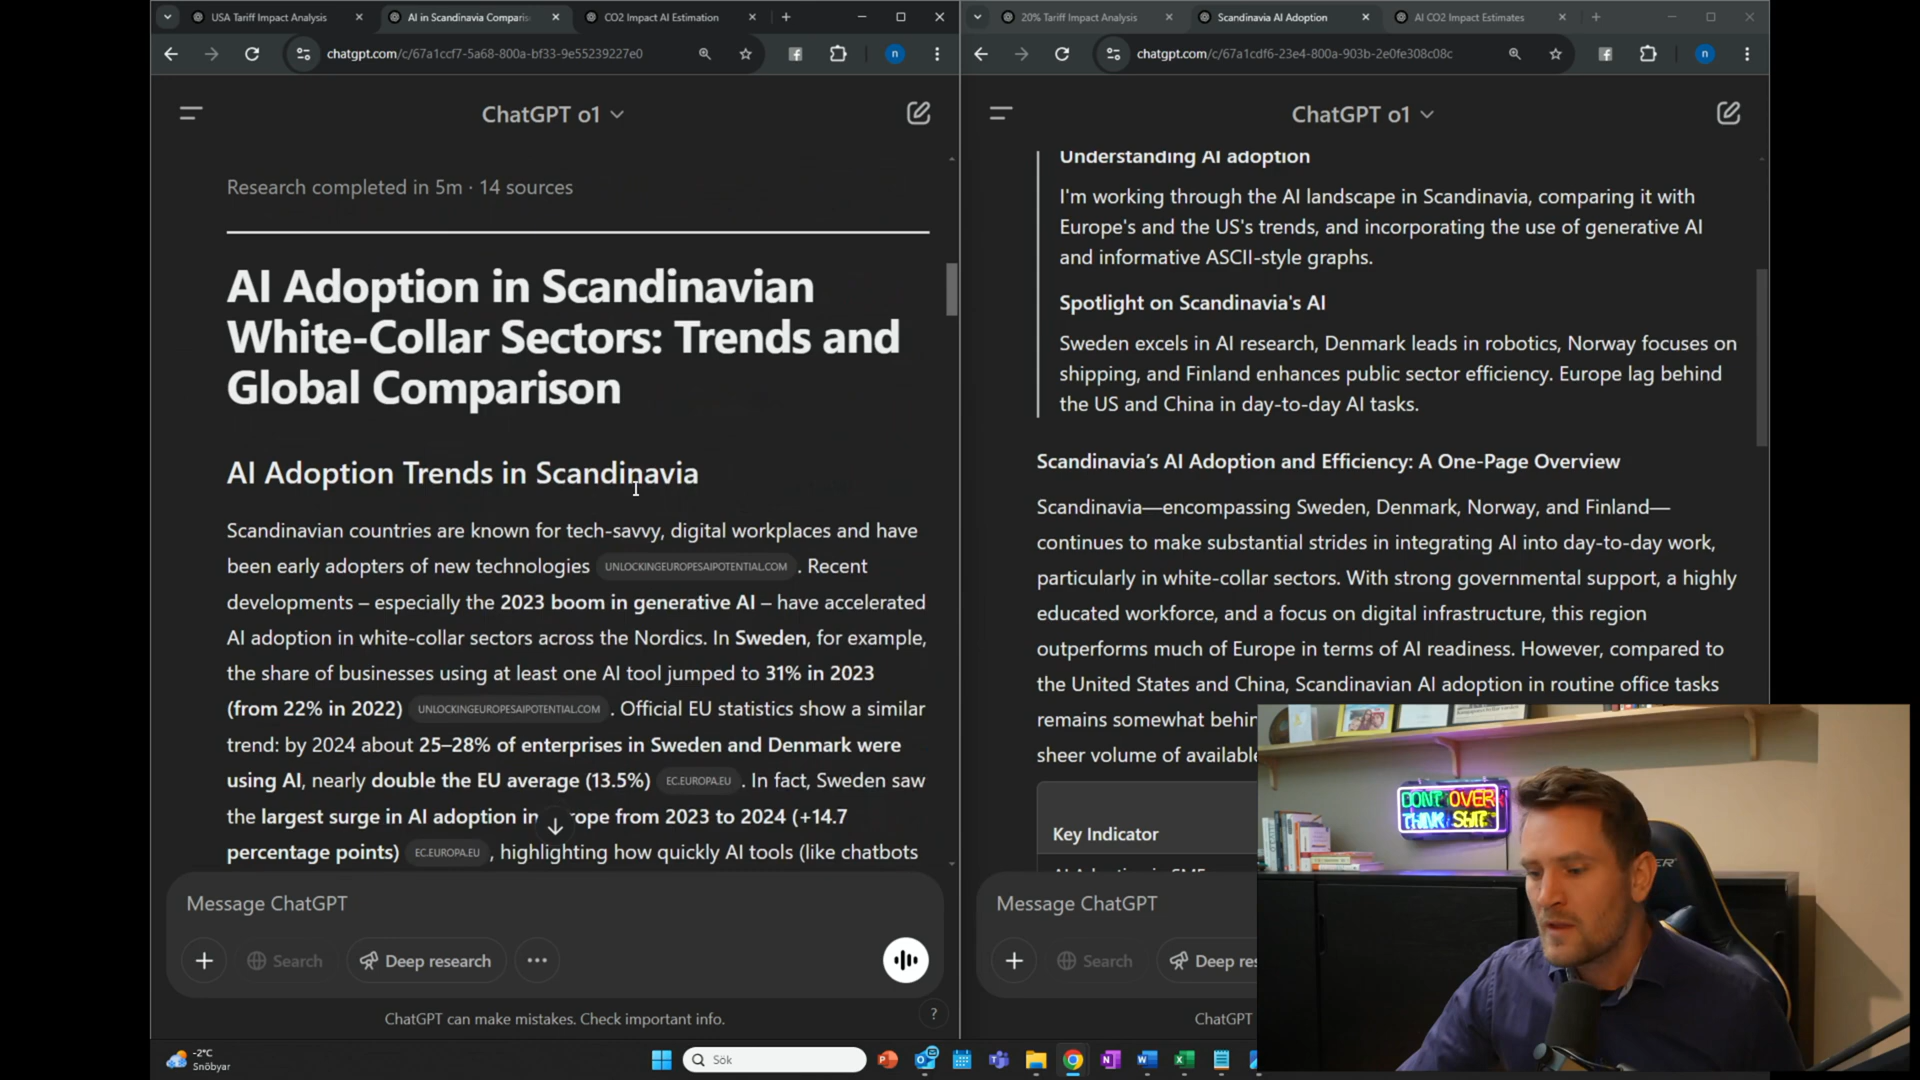 USA Tariff Impact Analysis
AI in Scandinavia Comparis
CO2 Impact AI Estimation
chatgpt.com/c/67a1ccf7-5a68-800a-bf33-9e55239227e0
n
ChatGPT o1
Research completed in 5m · 14 sources
AI Adoption in Scandinavian
White-Collar Sectors: Trends and
Global Comparison
AI Adoption Trends in Scandinavia
Scandinavian countries are known for tech-savvy, digital workplaces and have
been early adopters of new technologies UNLOCKINGEUROPESAIPOTENTIAL.COM . Recent
developments – especially the 2023 boom in generative AI – have accelerated
AI adoption in white-collar sectors across the Nordics. In Sweden, for example,
the share of businesses using at least one AI tool jumped to 31% in 2023
(from 22% in 2022) UNLOCKINGEUROPESAIPOTENTIAL.COM . Official EU statistics show a similar
trend: by 2024 about 25–28% of enterprises in Sweden and Denmark were
using AI, nearly double the EU average (13.5%) EC.EUROPA.EU . In fact, Sweden saw
the largest surge in AI adoption in rope from 2023 to 2024 (+14.7
percentage points) EC.EUROPA.EU , highlighting how quickly AI tools (like chatbots
Message ChatGPT
Search
Deep research
ChatGPT can make mistakes. Check important info.
?
20% Tariff Impact Analysis
Scandinavia AI Adoption
AI CO2 Impact Estimates
chatgpt.com/c/67a1cdf6-23e4-800a-903b-2e0fe308c08c
n
ChatGPT o1
Understanding AI adoption
I'm working through the AI landscape in Scandinavia, comparing it with
Europe's and the US's trends, and incorporating the use of generative AI
and informative ASCII-style graphs.
Spotlight on Scandinavia's AI
Sweden excels in AI research, Denmark leads in robotics, Norway focuses on
shipping, and Finland enhances public sector efficiency. Europe lag behind
the US and China in day-to-day AI tasks.
Scandinavia’s AI Adoption and Efficiency: A One-Page Overview
Scandinavia—encompassing Sweden, Denmark, Norway, and Finland—
continues to make substantial strides in integrating AI into day-to-day work,
particularly in white-collar sectors. With strong governmental support, a highly
educated workforce, and a focus on digital infrastructure, this region
outperforms much of Europe in terms of AI readiness. However, compared to
the United States and China, Scandinavian AI adoption in routine office tasks
remains somewhat behin
sheer volume of available
Key Indicator
Message ChatGPT
Search
Deep res
ChatGPT
DONT OVER
THINK SHIT
-2°C
Snöbyar
Sök